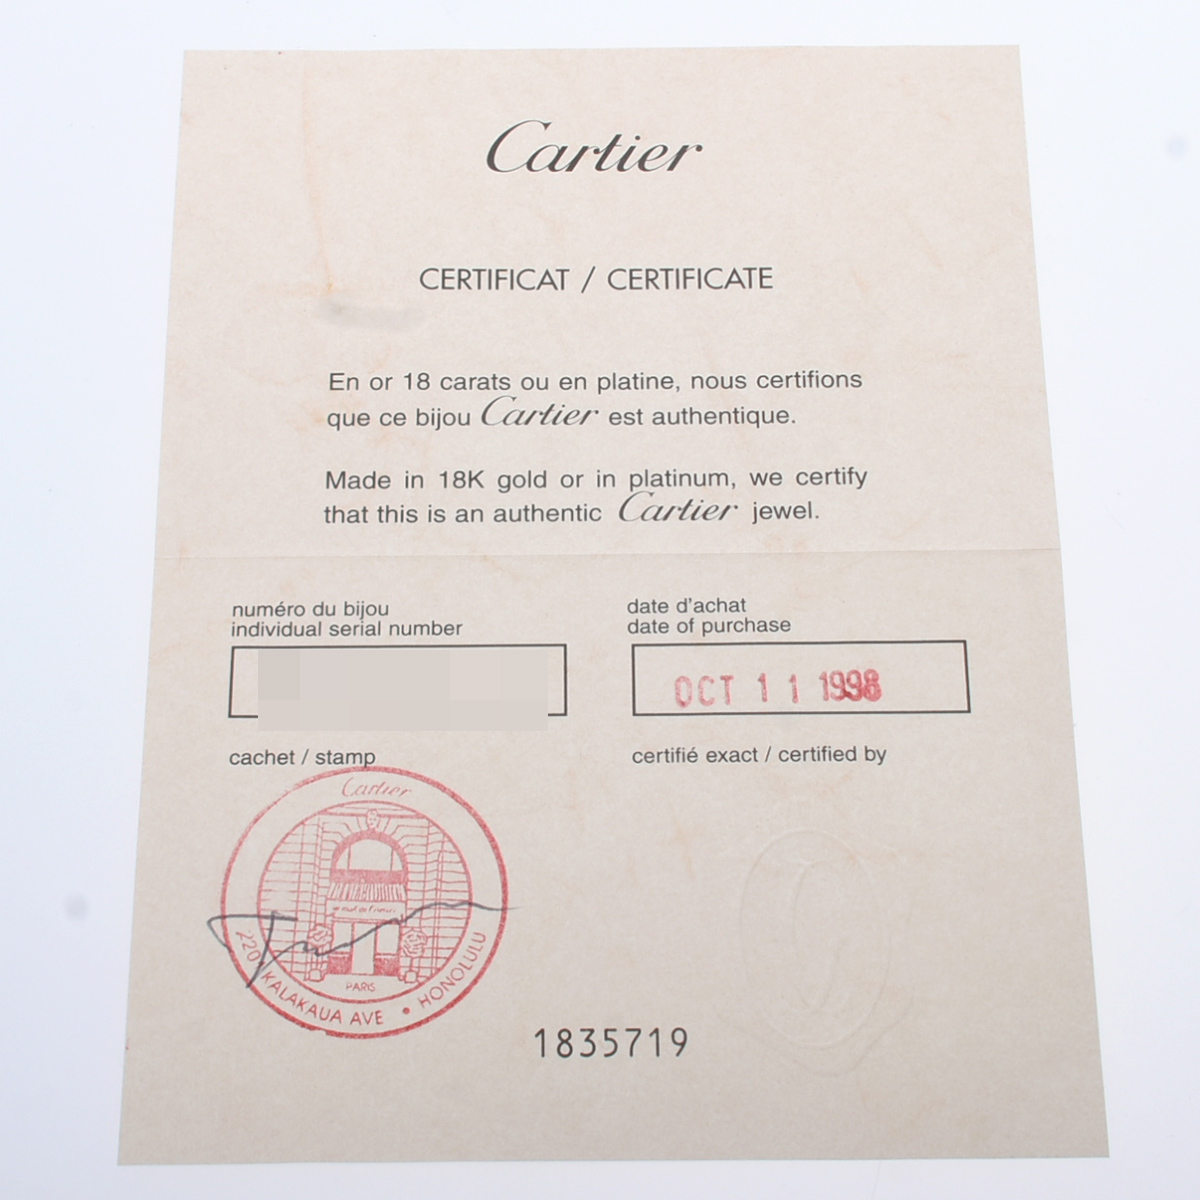 Cartier
CERTIFICAT / CERTIFICATE
En or 18 carats ou en platine, nous certifions
que ce bijou Cartier est authentique.
Made in 18K gold or in platinum, we certify
that this is an authentic Cartier jewel.
numéro du bijou
individual serial number
date d'achat
date of purchase
OCT 11 1998
cachet / stamp
certifié exact / certified by
Cartier
PARIS
KALAKAUA AVE • HONOLULU
1835719